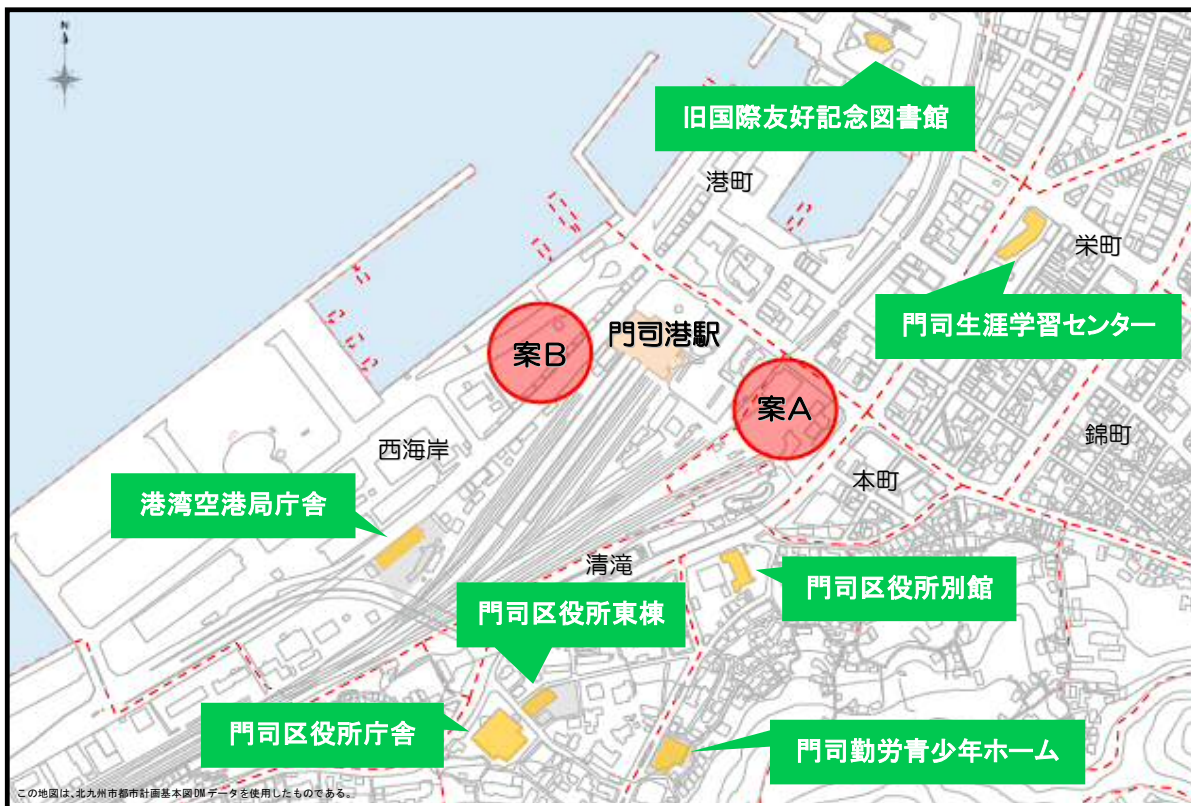 N
旧国際友好記念図書館
港町
栄町
門司生涯学習センター
門司港駅
案B
案A
錦町
西海岸
本町
港湾空港局庁舎
清滝
門司区役所別館
門司区役所東棟
門司区役所庁舎
門司勤労青少年ホーム
この地図は、北九州市都市計画基本図DMデータを使用したものである。